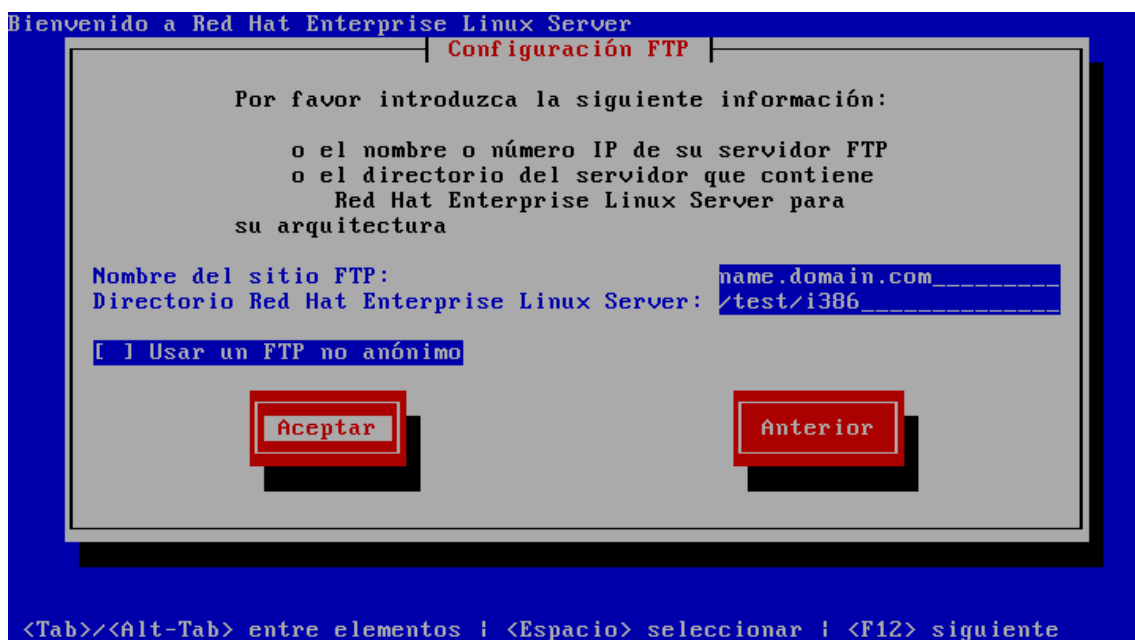 Bienvenido a Red Hat Enterprise Linux Server
Configuración FTP
Por favor introduzca la siguiente información:
o el nombre o número IP de su servidor FTP
o el directorio del servidor que contiene
Red Hat Enterprise Linux Server para
su arquitectura
Nombre del sitio FTP: name.domain.com_________
Directorio Red Hat Enterprise Linux Server: /test/i386______________
[ ] Usar un FTP no anónimo
Aceptar Anterior
<Tab>/<Alt-Tab> entre elementos | <Espacio> seleccionar | <F12> siguiente